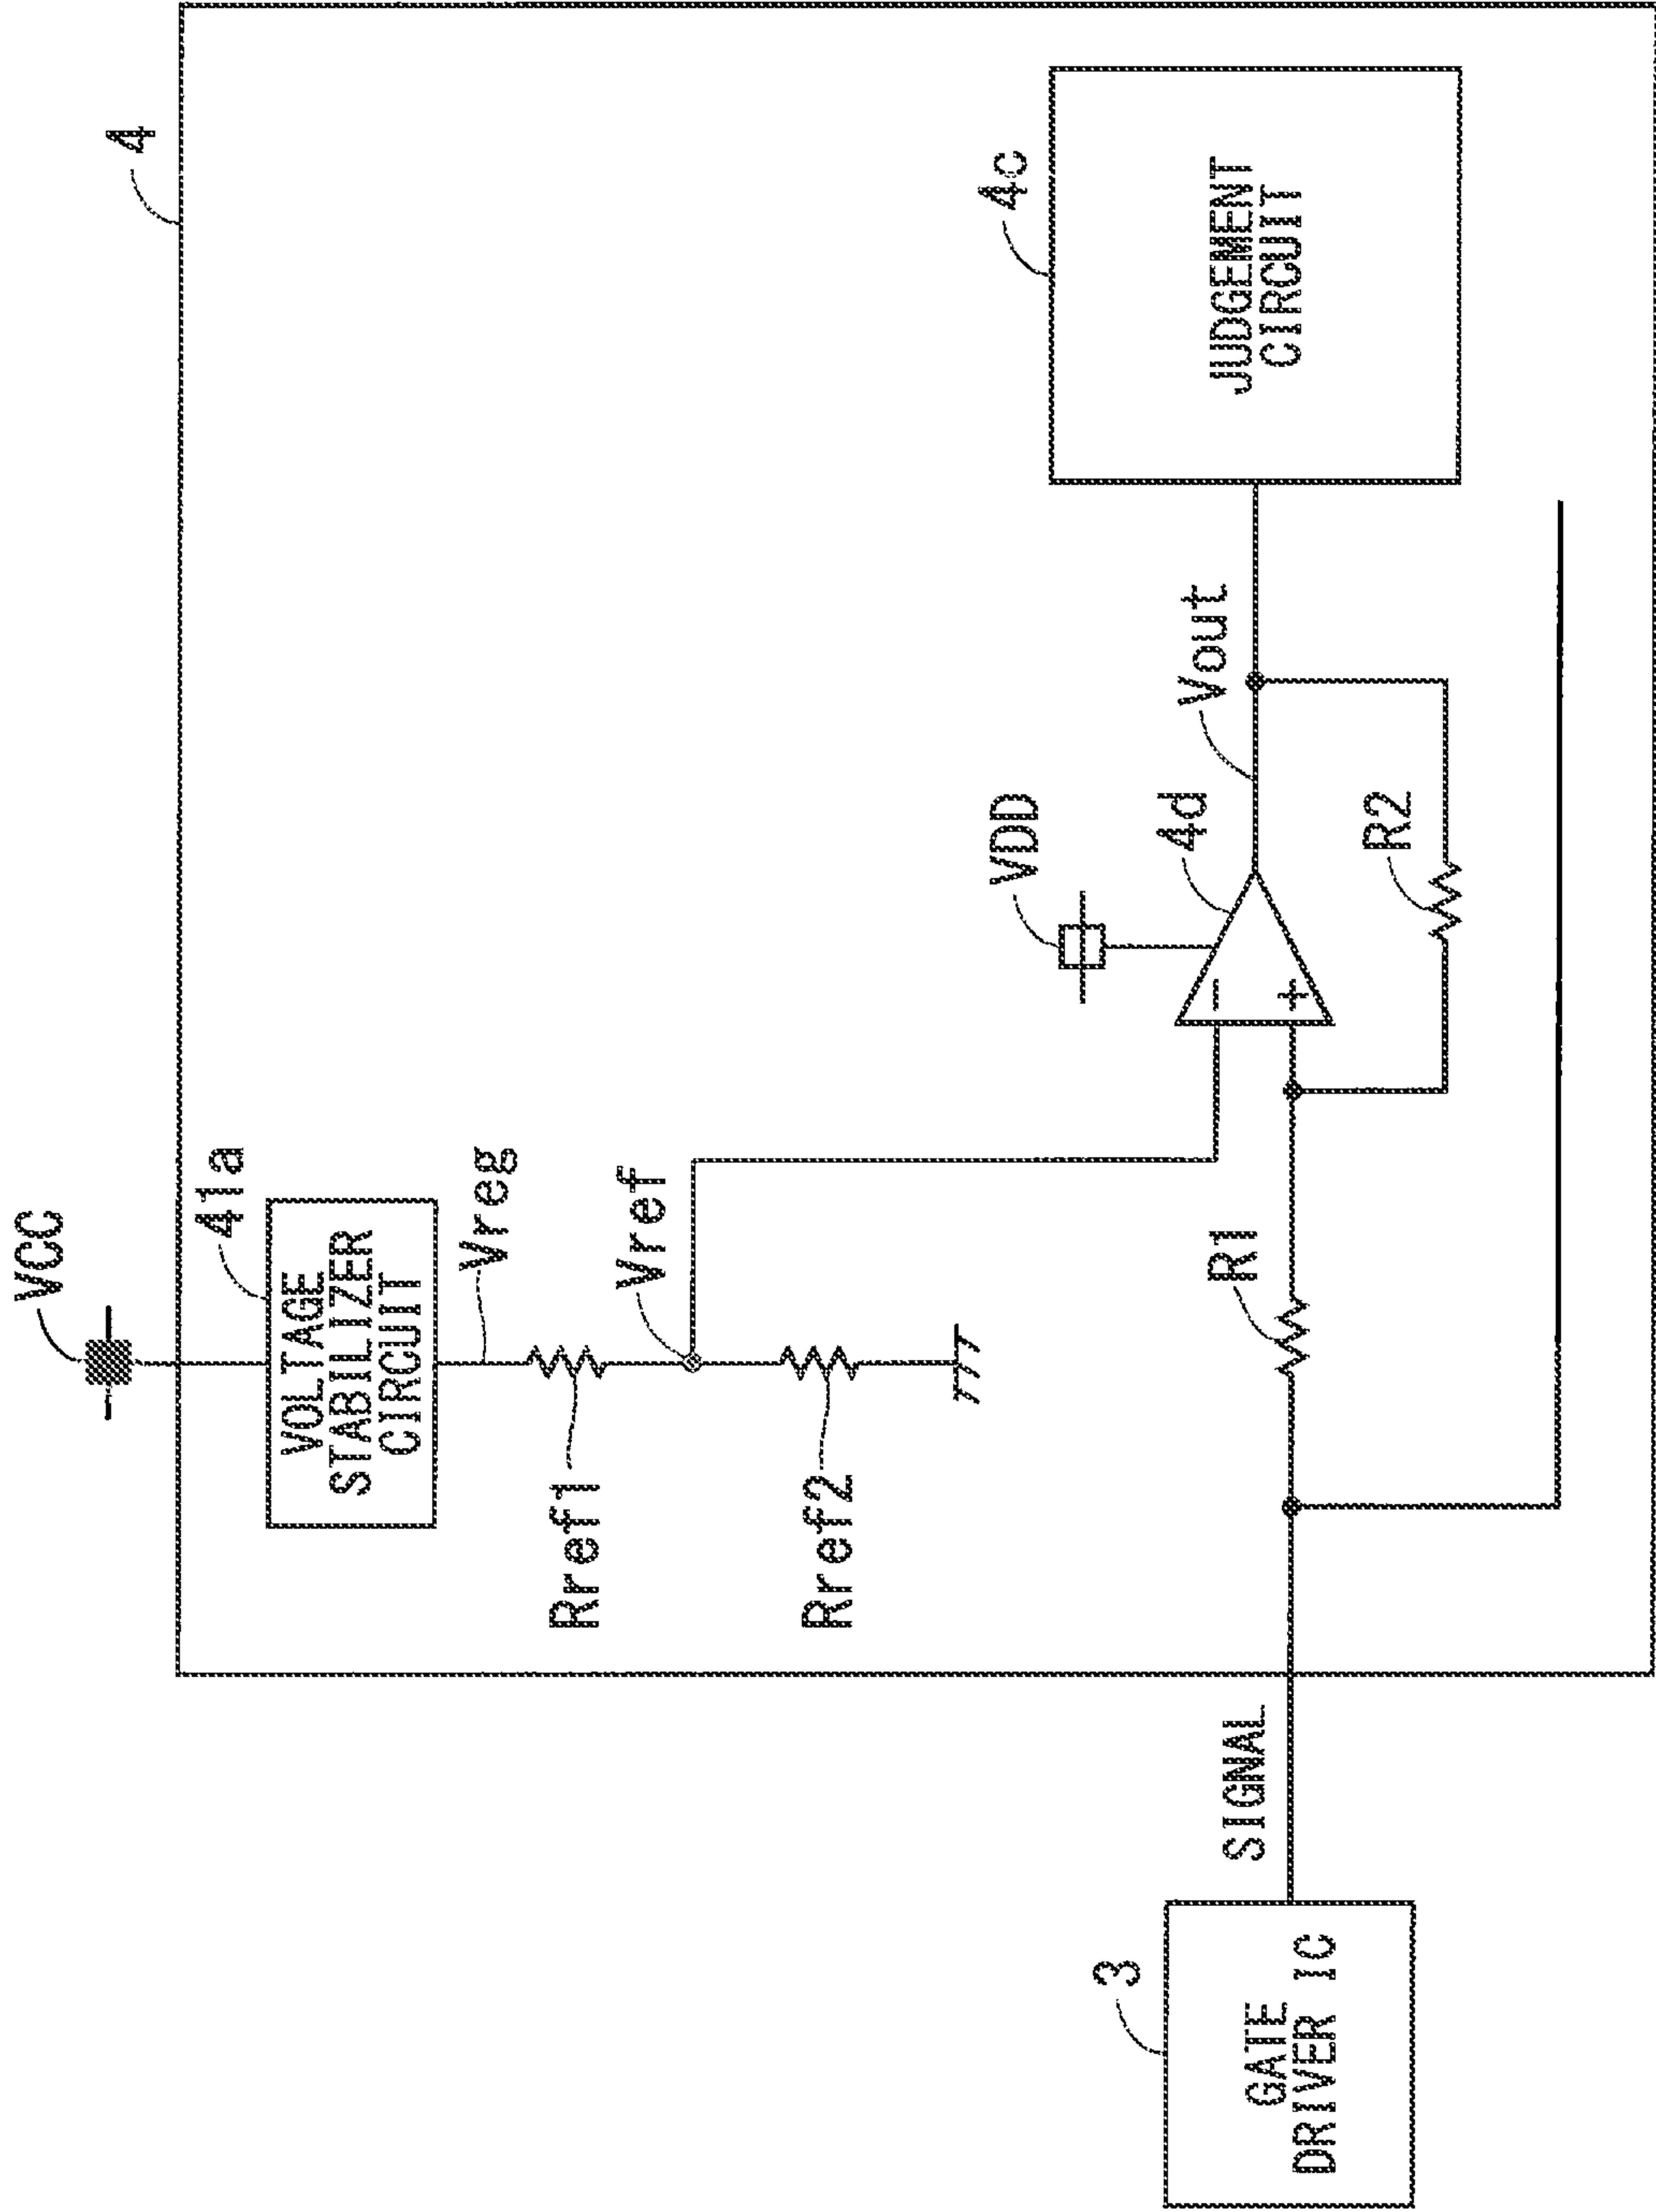 VCC
4
41a
VOLTAGE
STABILIZER
CIRCUIT
Vreg
Rref1
Vref
Rref2
VDD
4c
4d
Vout
JUDGEMENT
CIRCUIT
−
+
R1
R2
3
SIGNAL
GATE
DRIVER IC